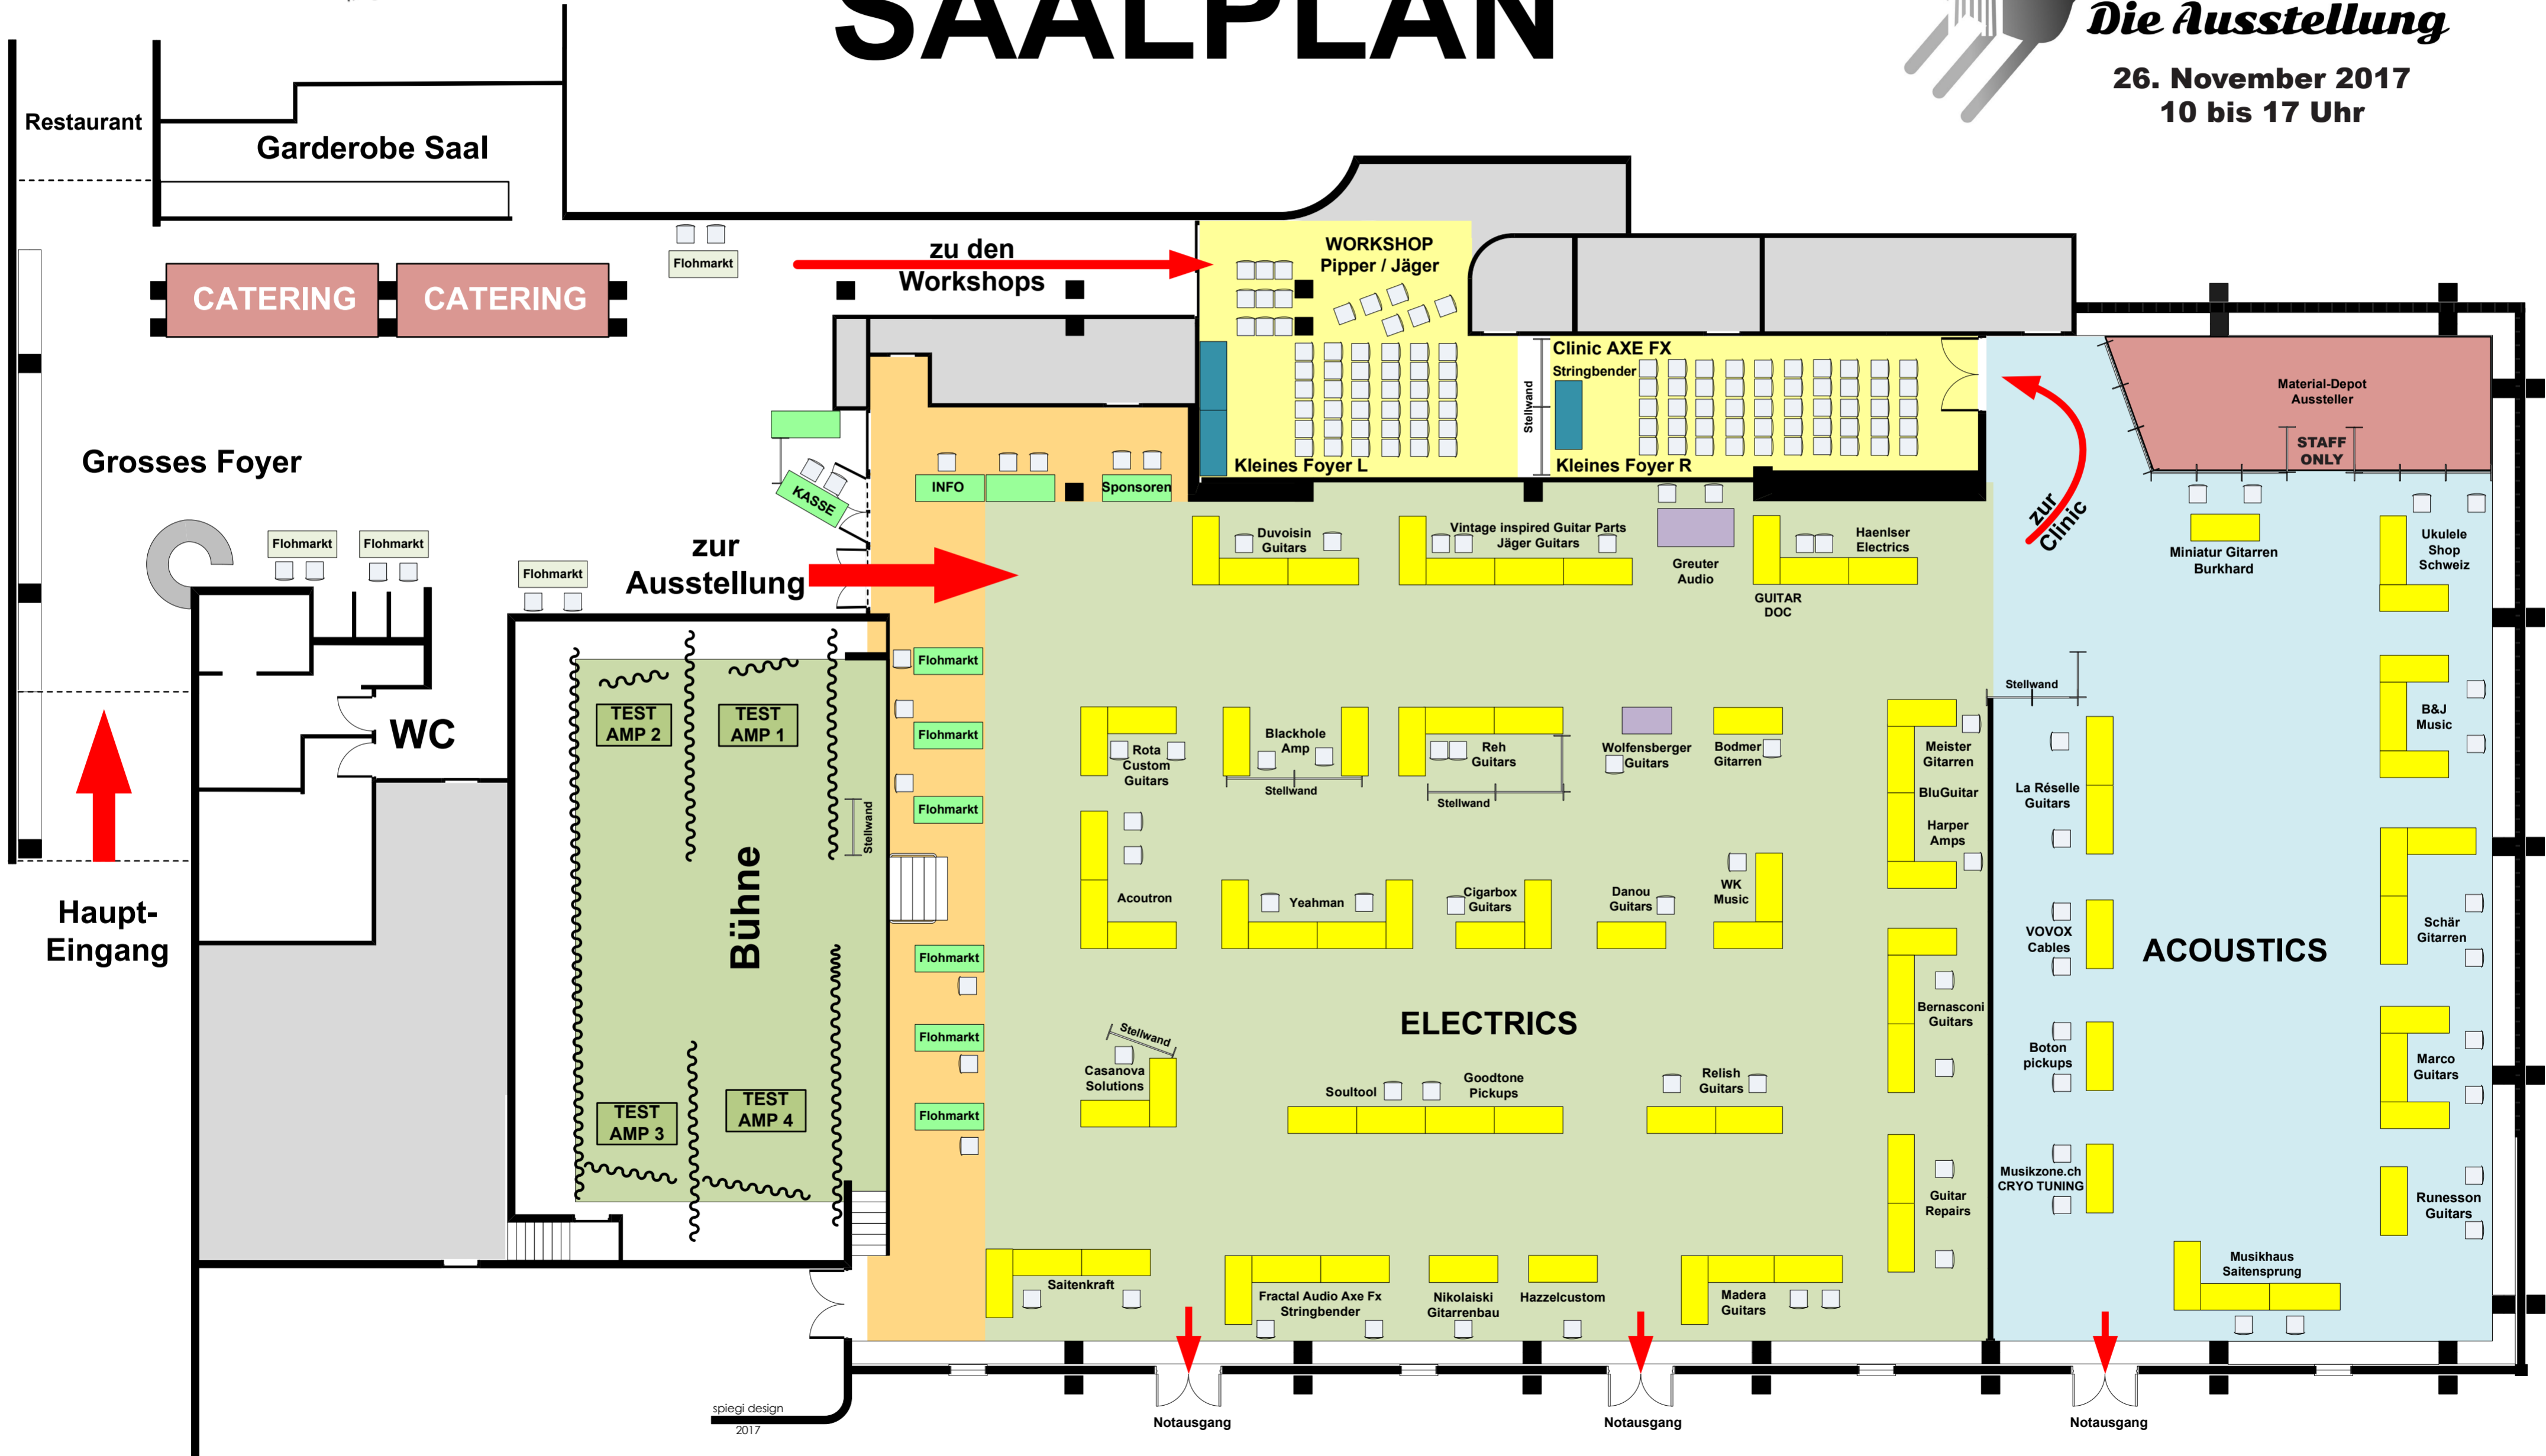 SAALPLAN
Die Ausstellung
26. November 2017
10 bis 17 Uhr
Restaurant
Garderobe Saal
CATERING
CATERING
Flohmarkt
zu den
Workshops
WORKSHOP
Pipper / Jäger
Kleines Foyer L
Stellwand
Clinic AXE FX
Stringbender
Kleines Foyer R
Material-Depot
Aussteller
STAFF
ONLY
zur
Clinic
Grosses Foyer
KASSE
INFO
Sponsoren
Flohmarkt
Flohmarkt
Flohmarkt
zur
Ausstellung
Duvoisin
Guitars
Vintage inspired Guitar Parts
Jäger Guitars
Greuter
Audio
Haenlser
Electrics
GUITAR
DOC
Miniatur Gitarren
Burkhard
Ukulele
Shop
Schweiz
Flohmarkt
Flohmarkt
Flohmarkt
Flohmarkt
Flohmarkt
Flohmarkt
WC
Haupt-
Eingang
TEST
AMP 2
TEST
AMP 1
Bühne
Stellwand
TEST
AMP 3
TEST
AMP 4
Rota
Custom
Guitars
Blackhole
Amp
Stellwand
Reh
Guitars
Stellwand
Wolfensberger
Guitars
Bodmer
Gitarren
Meister
Gitarren
BluGuitar
Harper
Amps
Stellwand
La Réselle
Guitars
B&J
Music
Acoutron
Yeahman
Cigarbox
Guitars
Danou
Guitars
WK
Music
VOVOX
Cables
ACOUSTICS
Schär
Gitarren
ELECTRICS
Bernasconi
Guitars
Boton
pickups
Marco
Guitars
Stellwand
Casanova
Solutions
Soultool
Goodtone
Pickups
Relish
Guitars
Guitar
Repairs
Musikzone.ch
CRYO TUNING
Runesson
Guitars
Saitenkraft
Fractal Audio Axe Fx
Stringbender
Nikolaiski
Gitarrenbau
Hazzelcustom
Madera
Guitars
Musikhaus
Saitensprung
spiegi design
2017
Notausgang
Notausgang
Notausgang